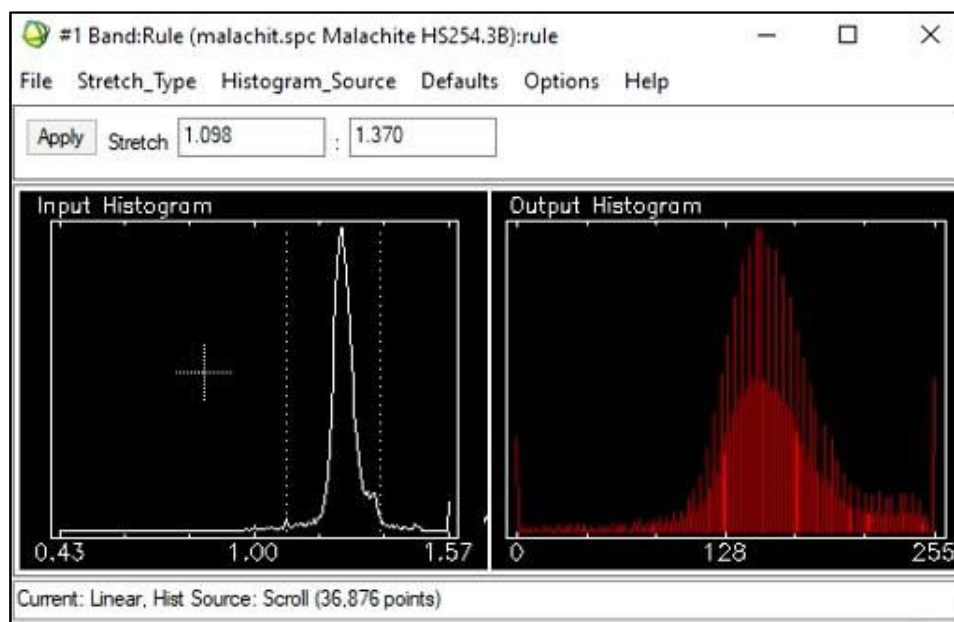 #1 Band:Rule (malachit.spc Malachite HS254.3B):rule
File Stretch_Type Histogram_Source Defaults Options Help
Apply Stretch 1.098 : 1.370
Input Histogram
0.43 1.00 1.57
Output Histogram
0 128 255
Current: Linear, Hist Source: Scroll (36,876 points)